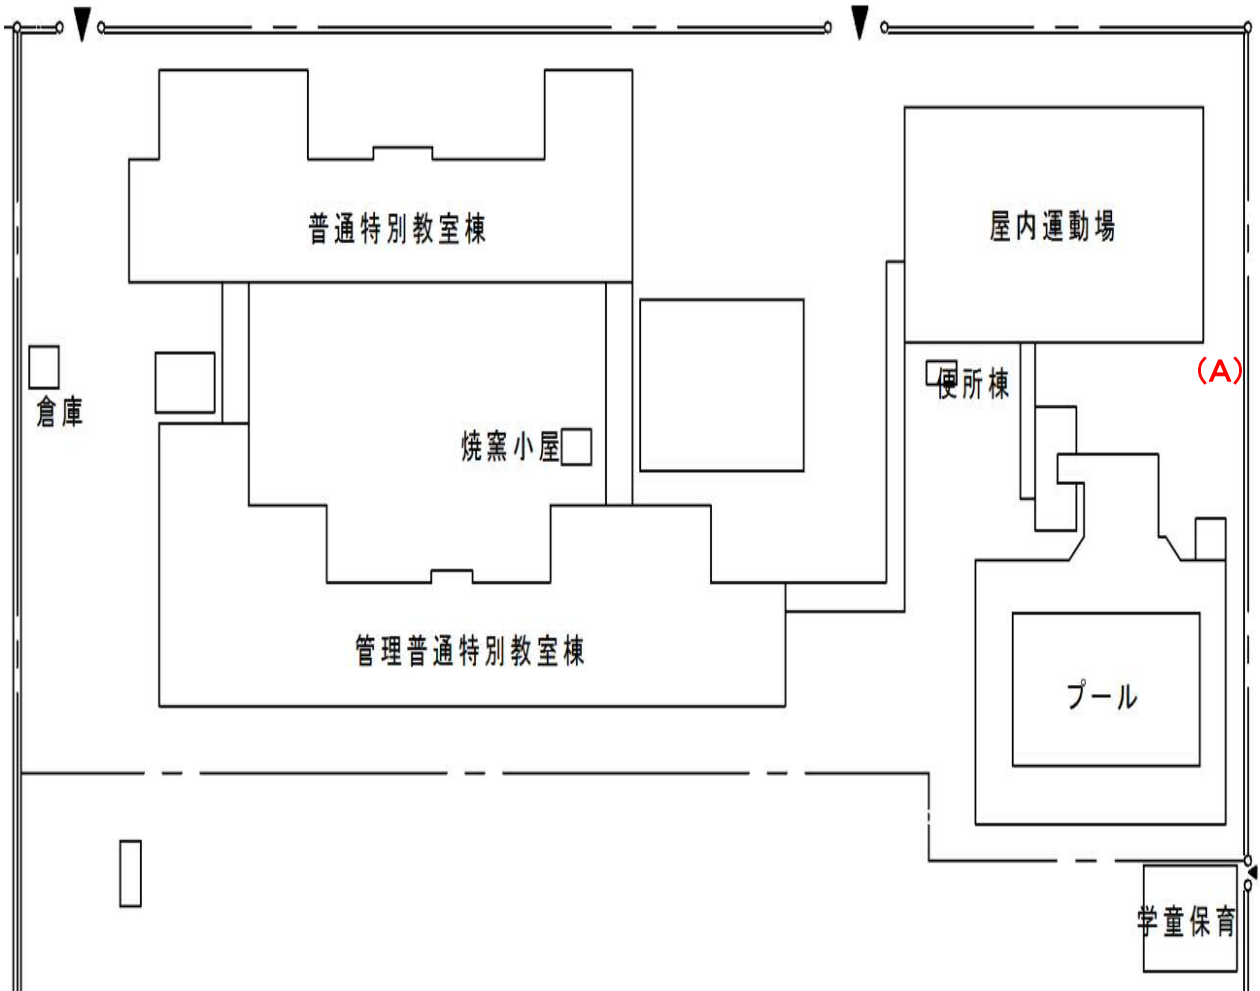 普通特別教室棟
屋内運動場
(A)
便所棟
倉庫
焼窯小屋
管理普通特別教室棟
プール
学童保育